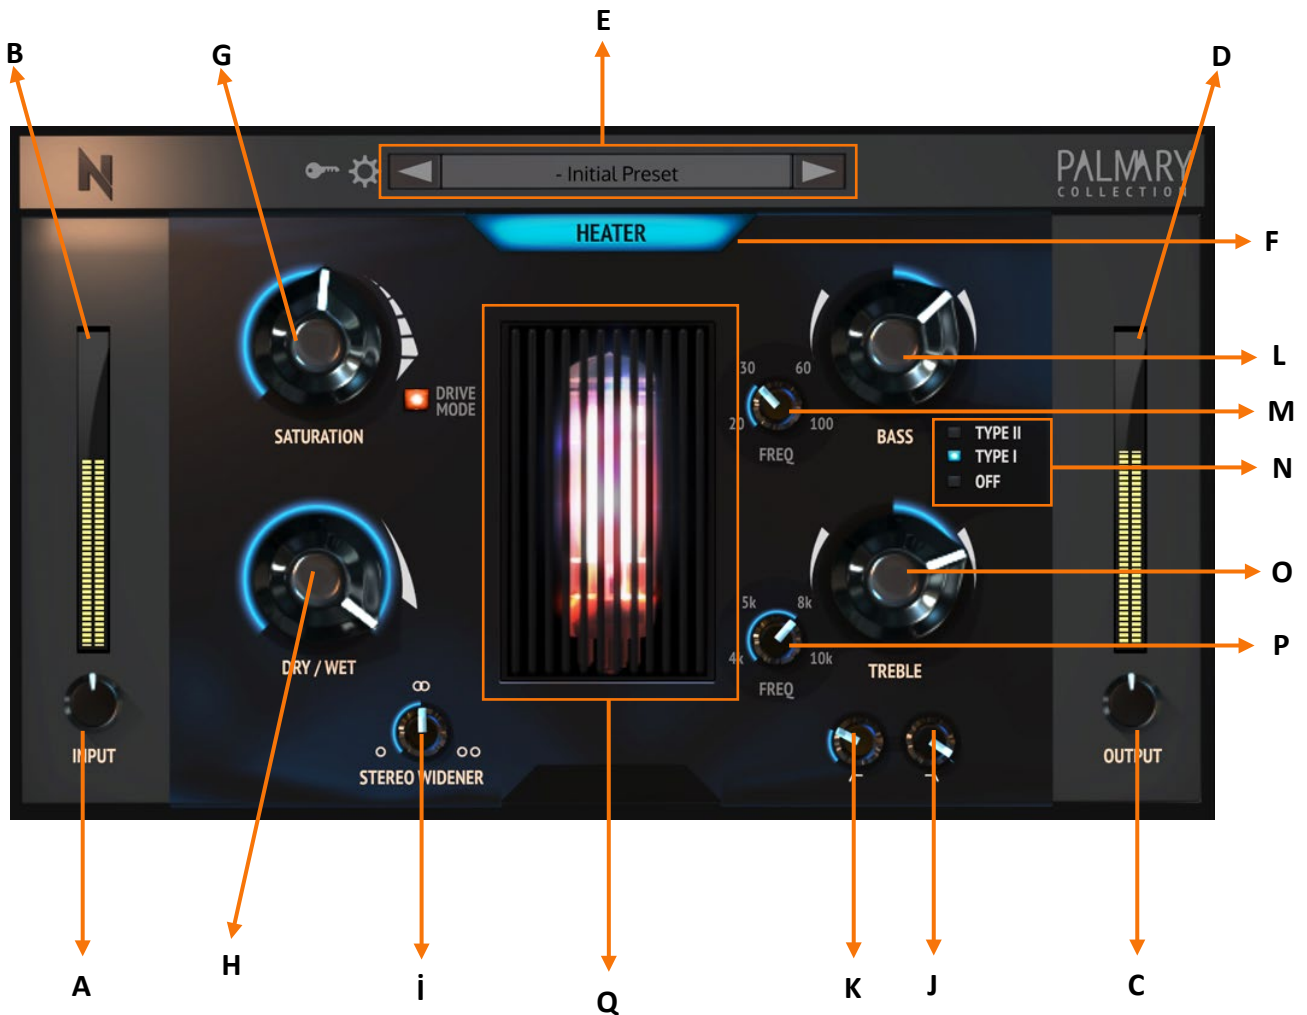 E
B
G
D
N
- Initial Preset
PALMARY
COLLECTION
HEATER
F
L
30
60
DRIVE
MODE
M
20
100
SATURATION
BASS
TYPE II
FREQ
TYPE I
N
OFF
O
5k
8k
P
4k
10k
DRY / WET
TREBLE
FREQ
INPUT
OUTPUT
STEREO WIDENER
H
A
İ
Q
K
J
C